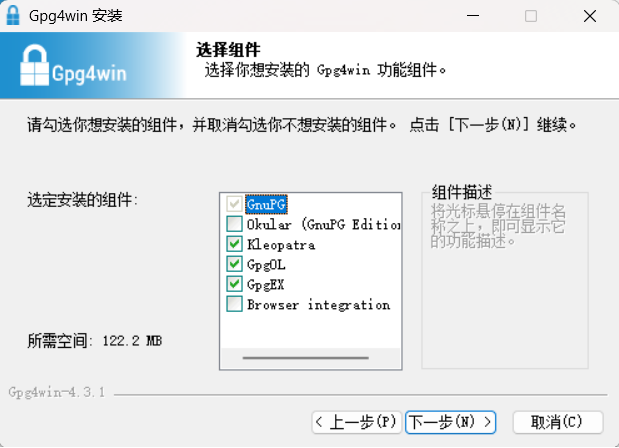 Gpg4win 安装
Gpg4win
选择组件
选择你想安装的 Gpg4win 功能组件。
请勾选你想安装的组件，并取消勾选你不想安装的组件。 点击 [下一步(N)] 继续。
选定安装的组件:
GnuPG
Okular (GnuPG Edition
Kleopatra
GpgOL
GpgEX
Browser integration
组件描述
将光标悬停在组件名
称之上，即可显示它
的功能描述。
所需空间: 122.2 MB
Gpg4win-4.3.1
< 上一步(P)
下一步(N) >
取消(C)